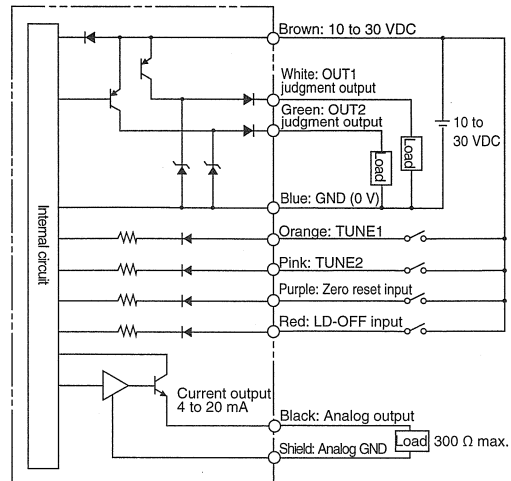 Brown: 10 to 30 VDC
White: OUT1
judgment output
Green: OUT2
judgment output
Load
Load
10 to
30 VDC
Blue: GND (0 V)
Internal circuit
Orange: TUNE1
Pink: TUNE2
Purple: Zero reset input
Red: LD-OFF input
Current output
4 to 20 mA
Black: Analog output
Load 300 Ω max.
Shield: Analog GND